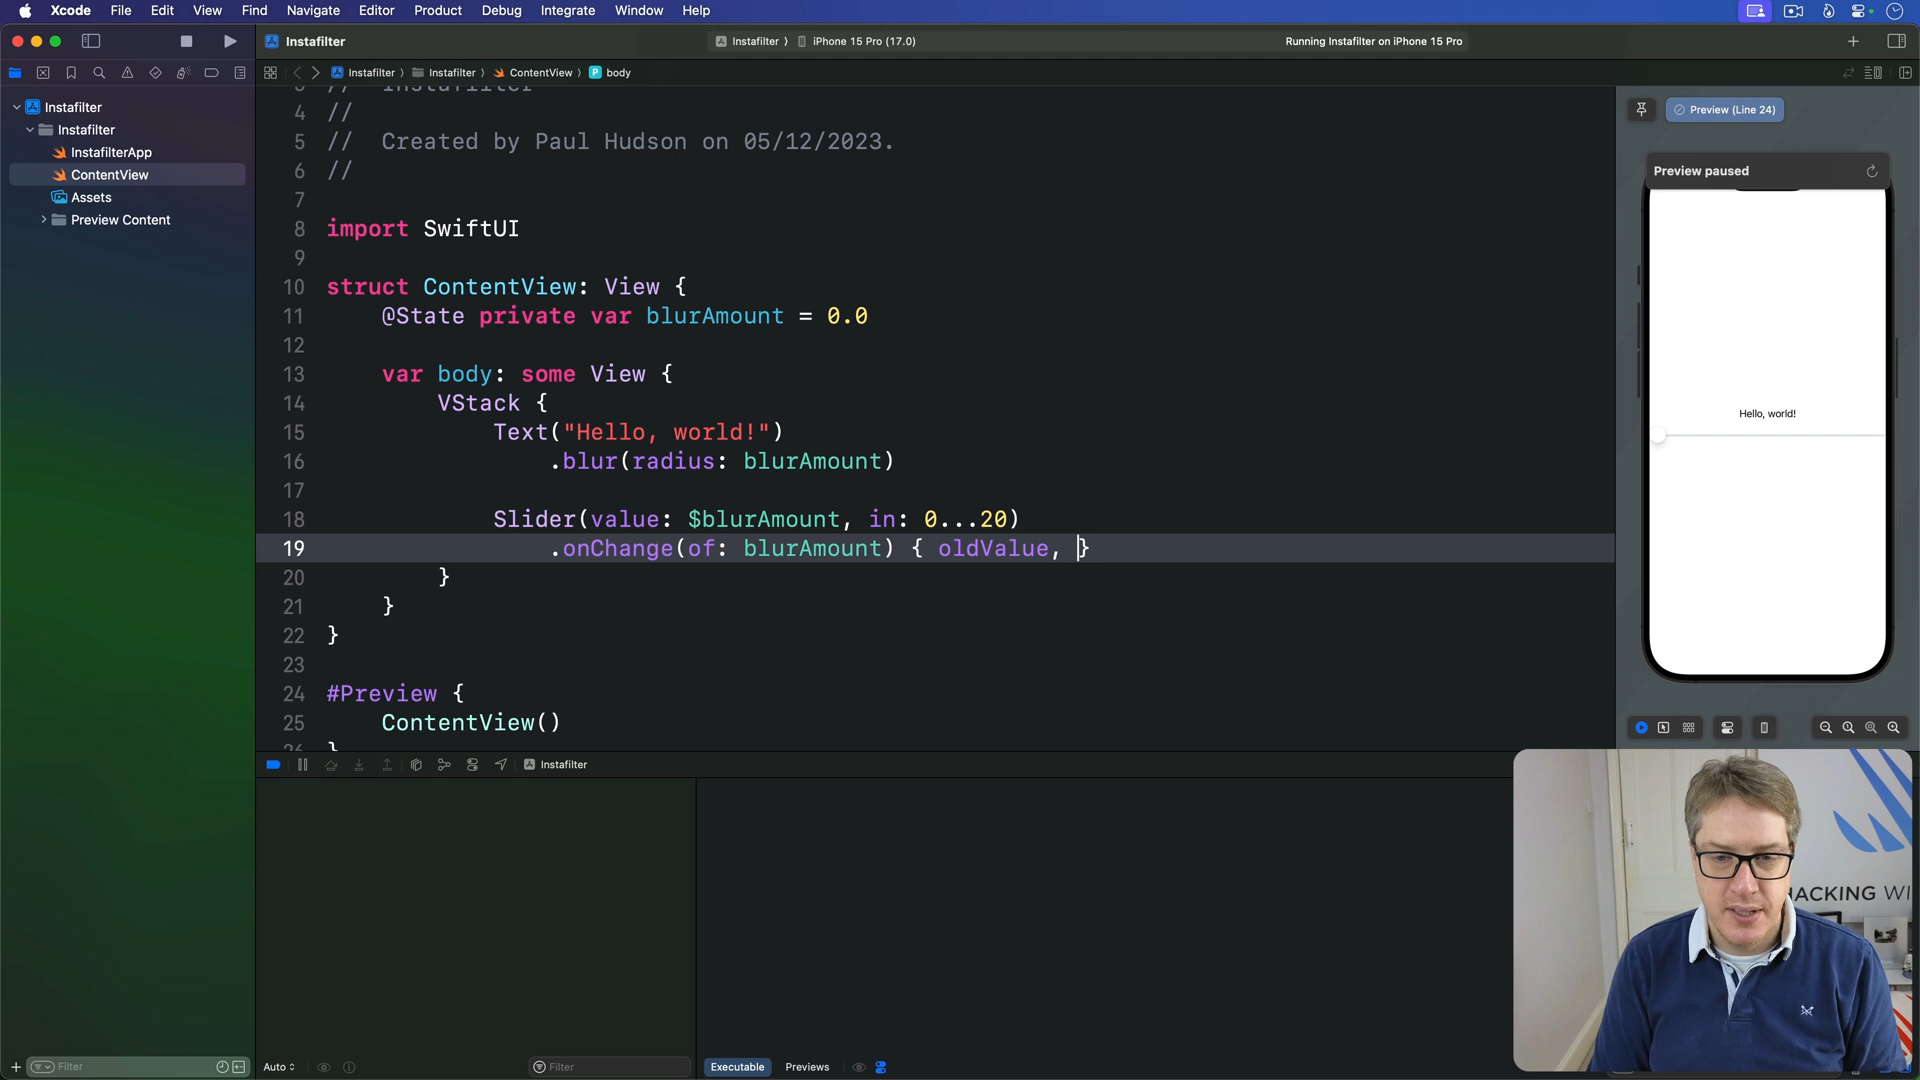 Xcode File Edit View Find Navigate Editor Product Debug Integrate Window Help
Instafilter
Instafilter 〉 iPhone 15 Pro (17.0)
Running Instafilter on iPhone 15 Pro
Instafilter 〉 Instafilter 〉 ContentView 〉 P body
Instafilter
Instafilter
InstafilterApp
ContentView
Assets
Preview Content
3 // Instafilter
4 //
5 // Created by Paul Hudson on 05/12/2023.
6 //
7
8 import SwiftUI
9
10 struct ContentView: View {
11 @State private var blurAmount = 0.0
12
13 var body: some View {
14 VStack {
15 Text("Hello, world!")
16 .blur(radius: blurAmount)
17
18 Slider(value: $blurAmount, in: 0...20)
19 .onChange(of: blurAmount) { oldValue, }
20 }
21 }
22 }
23
24 #Preview {
25 ContentView()
26 }
Preview (Line 24)
Preview paused
Hello, world!
Instafilter
Filter
Auto
Filter
Executable
Previews
HACKING WI